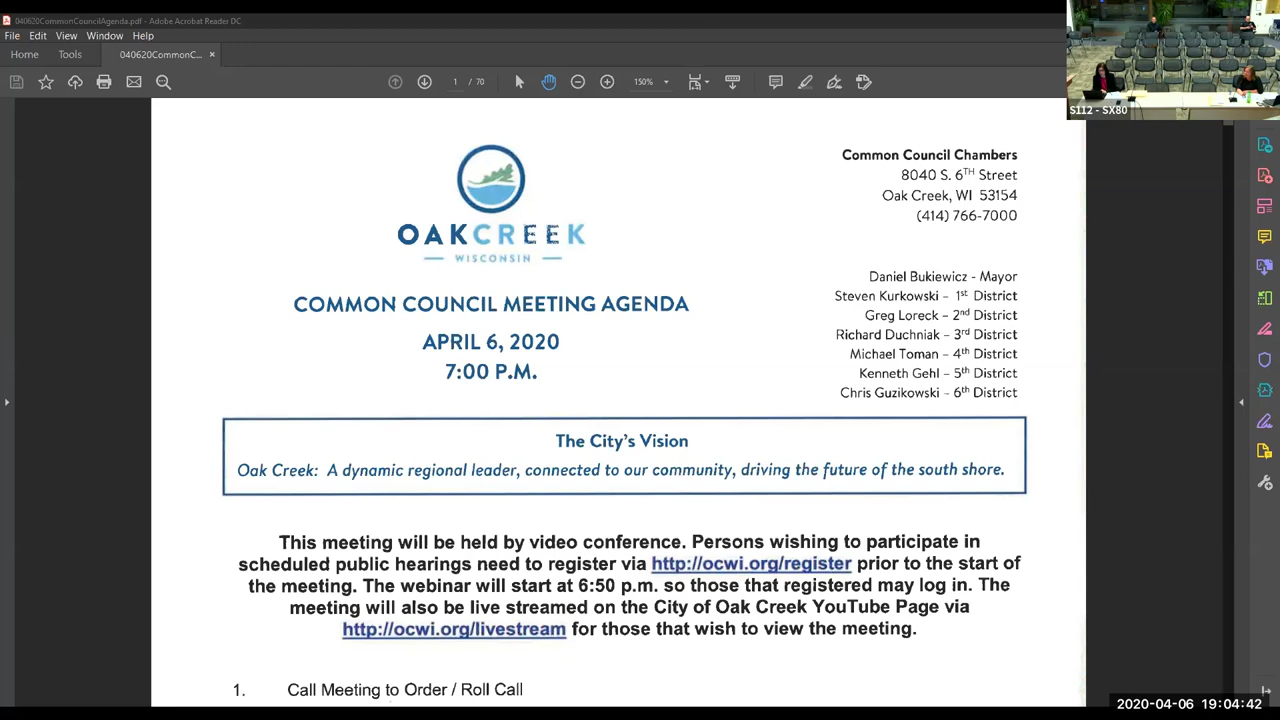 040620CommonCouncilAgenda.pdf - Adobe Acrobat Reader DC
File Edit View Window Help
Home Tools 040620CommonC... ×
1 / 70 150%
S112 - SX80
OAKCREEK
WISCONSIN
COMMON COUNCIL MEETING AGENDA
APRIL 6, 2020
7:00 P.M.
Common Council Chambers
8040 S. 6TH Street
Oak Creek, WI 53154
(414) 766-7000
Daniel Bukiewicz - Mayor
Steven Kurkowski – 1st District
Greg Loreck – 2nd District
Richard Duchniak – 3rd District
Michael Toman – 4th District
Kenneth Gehl – 5th District
Chris Guzikowski – 6th District
The City's Vision
Oak Creek: A dynamic regional leader, connected to our community, driving the future of the south shore.
This meeting will be held by video conference. Persons wishing to participate in
scheduled public hearings need to register via http://ocwi.org/register prior to the start of
the meeting. The webinar will start at 6:50 p.m. so those that registered may log in. The
meeting will also be live streamed on the City of Oak Creek YouTube Page via
http://ocwi.org/livestream for those that wish to view the meeting.
1. Call Meeting to Order / Roll Call
2020-04-06 19:04:42